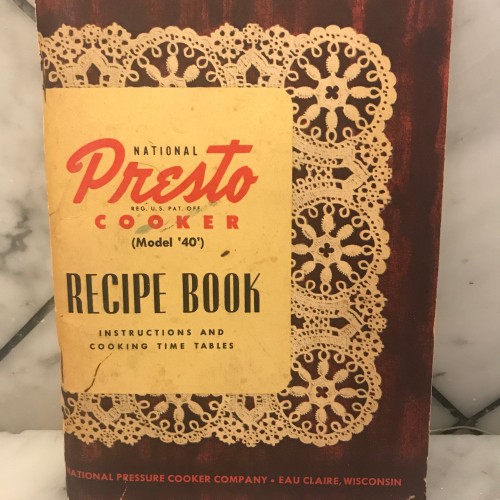 NATIONAL
Presto
REG. U.S. PAT. OFF.
COOKER
(Model '40')
RECIPE BOOK
INSTRUCTIONS AND
COOKING TIME TABLES
NATIONAL PRESSURE COOKER COMPANY • EAU CLAIRE, WISCONSIN